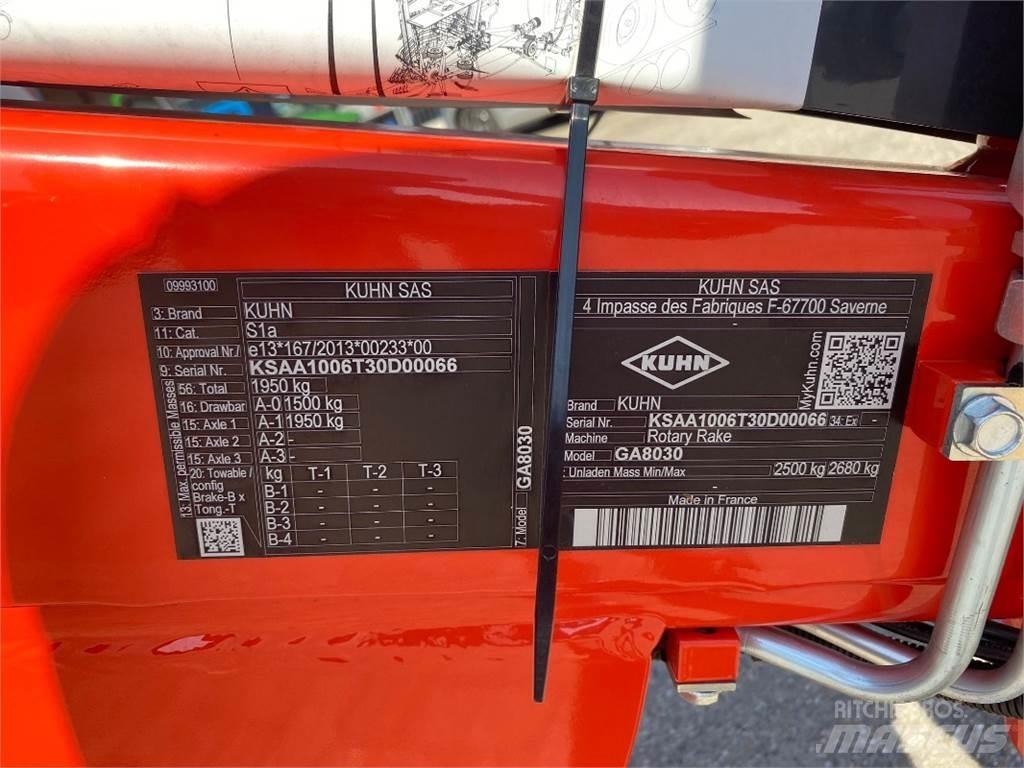 09993100
KUHN SAS
3: Brand KUHN
11: Cat. S1a
10: Approval Nr./ e13*167/2013*00233*00
9: Serial Nr. KSAA1006T30D00066
13: Max. permissible Masses
56: Total 1950 kg
16: Drawbar A-0 1500 kg
15: Axle 1 A-1 1950 kg
15: Axle 2 A-2 -
15: Axle 3 A-3 -
20: Towable / config
Brake-B x
Tong.-T
kg T-1 T-2 T-3
B-1 - - -
B-2 - - -
B-3 - - -
B-4 - - -
7: Model GA8030
KUHN SAS
4 Impasse des Fabriques F-67700 Saverne
-
KUHN
MyKuhn.com
Brand KUHN
Serial Nr. KSAA1006T30D00066 34: Ex -
Machine Rotary Rake
Model GA8030
Unladen Mass Min/Max 2500 kg 2680 kg
-
Made in France
RITCHIE BROS.
MASCUS